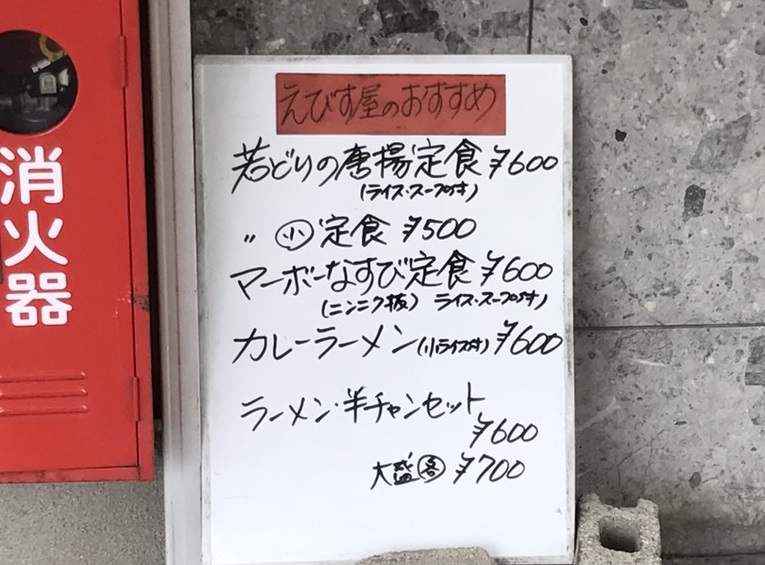 消火器
えびす屋のおすすめ
若どりの唐揚定食 ¥600
(ライス・スープ付)
〃 小 定食 ¥500
マーボーなすび定食 ¥600
(ニンニク抜) ライス・スープ付)
カレーラーメン(小ライス付) ¥600
ラーメン・半チャンセット
¥600
大盛 各 ¥700